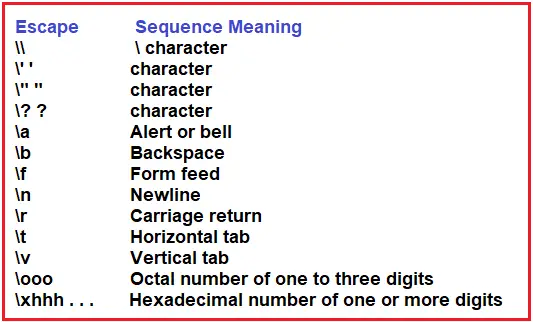 Escape Sequence Meaning
\\ \ character
\' ' character
\" " character
\? ? character
\a Alert or bell
\b Backspace
\f Form feed
\n Newline
\r Carriage return
\t Horizontal tab
\v Vertical tab
\ooo Octal number of one to three digits
\xhhh . . . Hexadecimal number of one or more digits